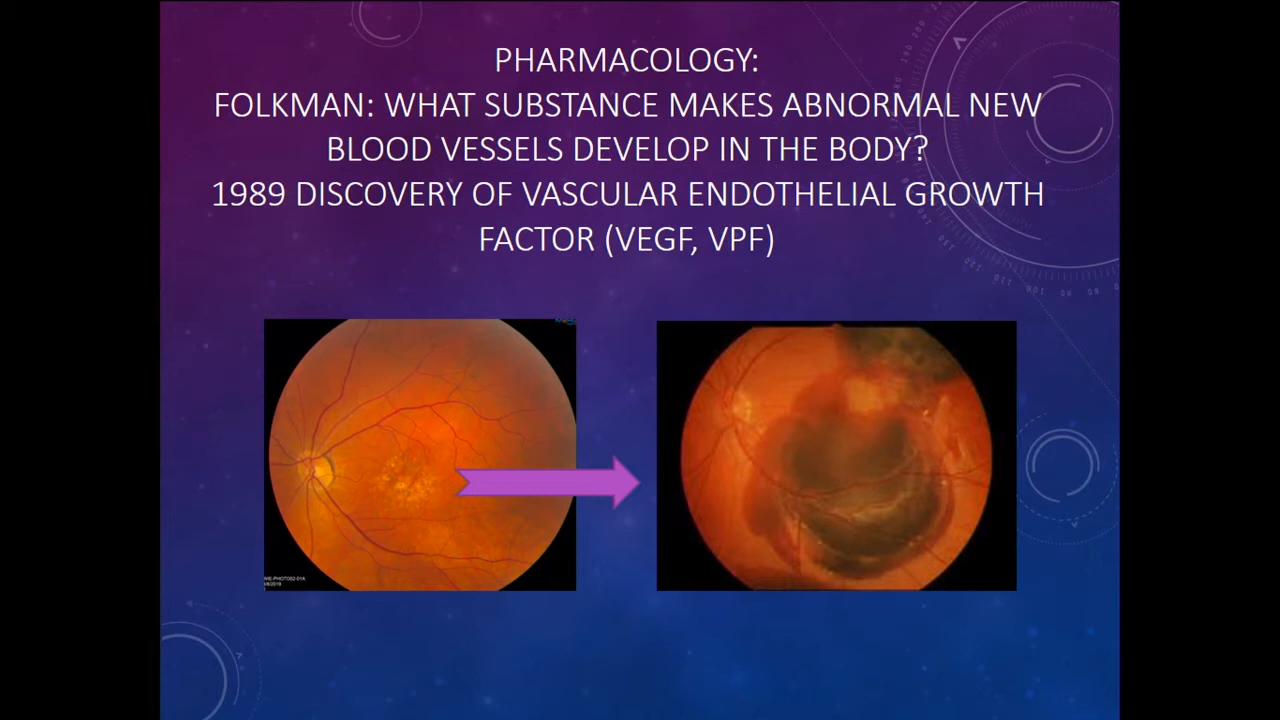 PHARMACOLOGY:
FOLKMAN: WHAT SUBSTANCE MAKES ABNORMAL NEW
BLOOD VESSELS DEVELOP IN THE BODY?
1989 DISCOVERY OF VASCULAR ENDOTHELIAL GROWTH
FACTOR (VEGF, VPF)